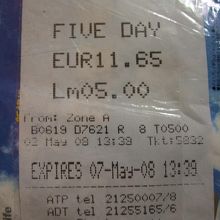 FIVE DAY
EUR11.65
Lm05.00
From: Zone A
B0619 D7621 R 8 T0500
02 May 08 13:39 Tkt:5832
EXPIRES 07-May-08 13:39
ATP tel 21250007/8
ADT tel 21255165/6